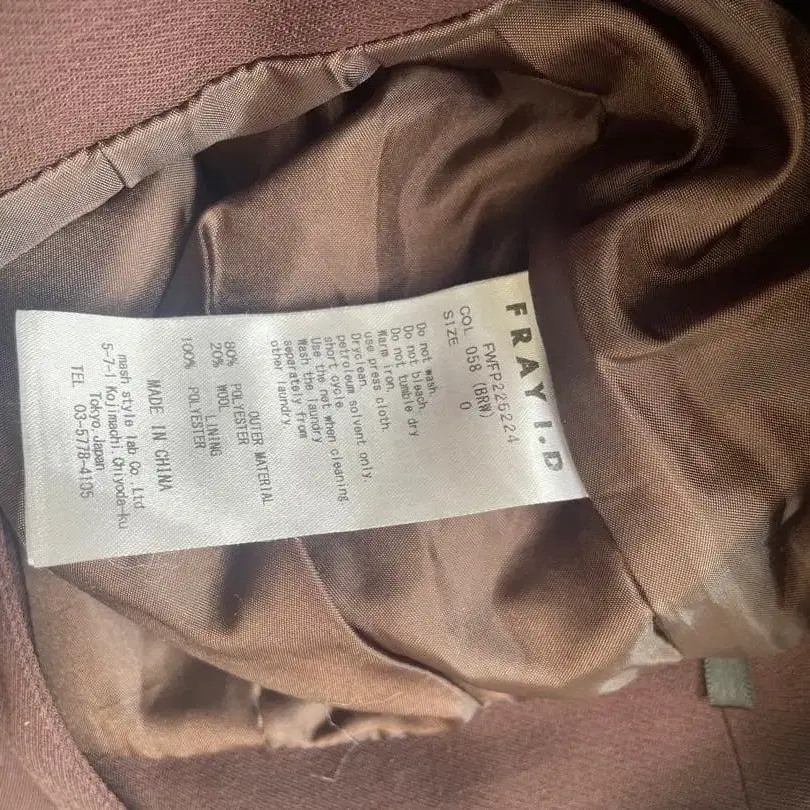 FRAY I.D
FWFP225224
COL 058 (BRW)
SIZE 0
Do not wash.
Do not bleach.
Do not tumble dry
Warm iron.
use press cloth.
Dryclean.
petroleum solvent only.
short cycle.
Use the net when cleaning
Wash the laundry
separately from
other laundry.
OUTER MATERIAL
80% POLYESTER
20% WOOL
LINING
100% POLYESTER
MADE IN CHINA
mash style lab Co.,Ltd
5-7-1 Kojimachi,Chiyoda-Ku
Tokyo,Japan
TEL 03-5778-4105